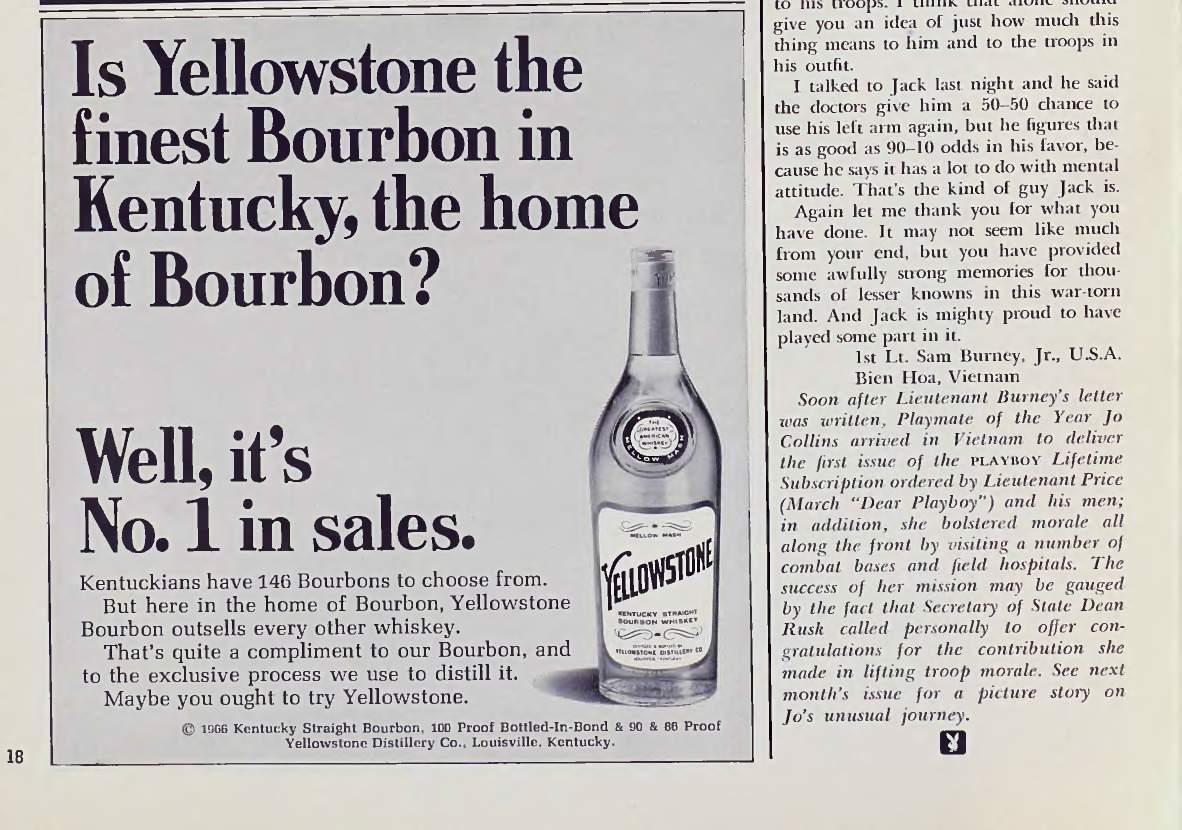 Is Yellowstone the
finest Bourbon in
Kentucky, the home
of Bourbon?
Well, it's
No. 1 in sales.
Kentuckians have 146 Bourbons to choose from.
But here in the home of Bourbon, Yellowstone
Bourbon outsells every other whiskey.
That's quite a compliment to our Bourbon, and
to the exclusive process we use to distill it.
Maybe you ought to try Yellowstone.
© 1966 Kentucky Straight Bourbon, 100 Proof Bottled-In-Bond & 90 & 86 Proof
Yellowstone Distillery Co., Louisville, Kentucky.
THE
GREATEST
AMERICAN
WHISKEY
MELLOW MASH
MELLOW MASH
YELLOWSTONE
KENTUCKY STRAIGHT
BOURBON WHISKEY
YELLOWSTONE DISTILLERY CO
18
to his troops. I think that alone should
give you an idea of just how much this
thing means to him and to the troops in
his outfit.
I talked to Jack last night and he said
the doctors give him a 50–50 chance to
use his left arm again, but he figures that
is as good as 90–10 odds in his favor, be-
cause he says it has a lot to do with mental
attitude. That's the kind of guy Jack is.
Again let me thank you for what you
have done. It may not seem like much
from your end, but you have provided
some awfully strong memories for thou-
sands of lesser knowns in this war-torn
land. And Jack is mighty proud to have
played some part in it.
1st Lt. Sam Burney, Jr., U.S.A.
Bien Hoa, Vietnam
Soon after Lieutenant Burney's letter
was written, Playmate of the Year Jo
Collins arrived in Vietnam to deliver
the first issue of the PLAYBOY Lifetime
Subscription ordered by Lieutenant Price
(March "Dear Playboy") and his men;
in addition, she bolstered morale all
along the front by visiting a number of
combat bases and field hospitals. The
success of her mission may be gauged
by the fact that Secretary of State Dean
Rusk called personally to offer con-
gratulations for the contribution she
made in lifting troop morale. See next
month's issue for a picture story on
Jo's unusual journey.